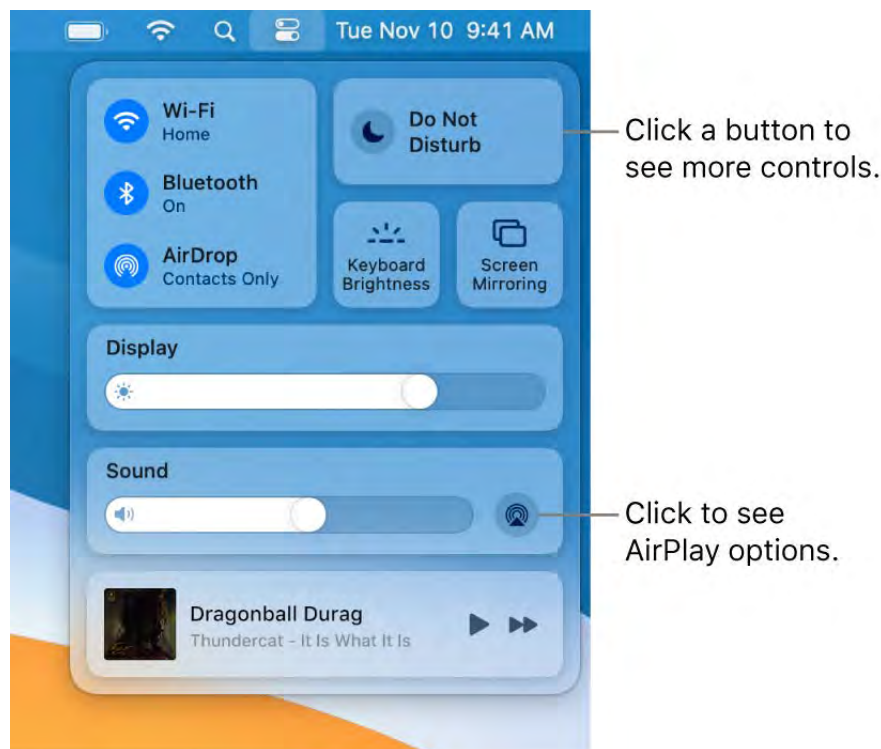 Tue Nov 10 9:41 AM
Wi-Fi
Home
Do Not
Disturb
Click a button to
see more controls.
Bluetooth
On
AirDrop
Contacts Only
Keyboard
Brightness
Screen
Mirroring
Display
Sound
Click to see
AirPlay options.
Dragonball Durag
Thundercat - It Is What It Is